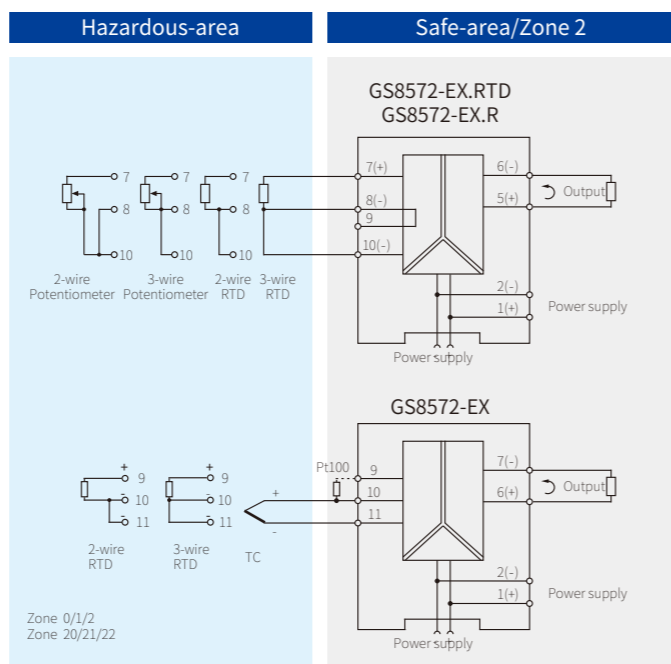 Hazardous-area
Safe-area/Zone 2
GS8572-EX.RTD
GS8572-EX.R
7 7 7 7(+) 6(-)
Output
8 8 8 8(-) 5(+)
9
10 10 10 10(-)
2-wire Potentiometer
3-wire Potentiometer
2-wire RTD
3-wire RTD
2(-)
1(+)
Power supply
- +
Power supply
GS8572-EX
Pt100
+ 9 + 9 9 7(-)
- 10 - 10 + 10 6(+)
Output
- 11 - 11 - 11
2-wire RTD
3-wire RTD
TC
2(-)
1(+)
Power supply
Zone 0/1/2
Zone 20/21/22
- +
Power supply